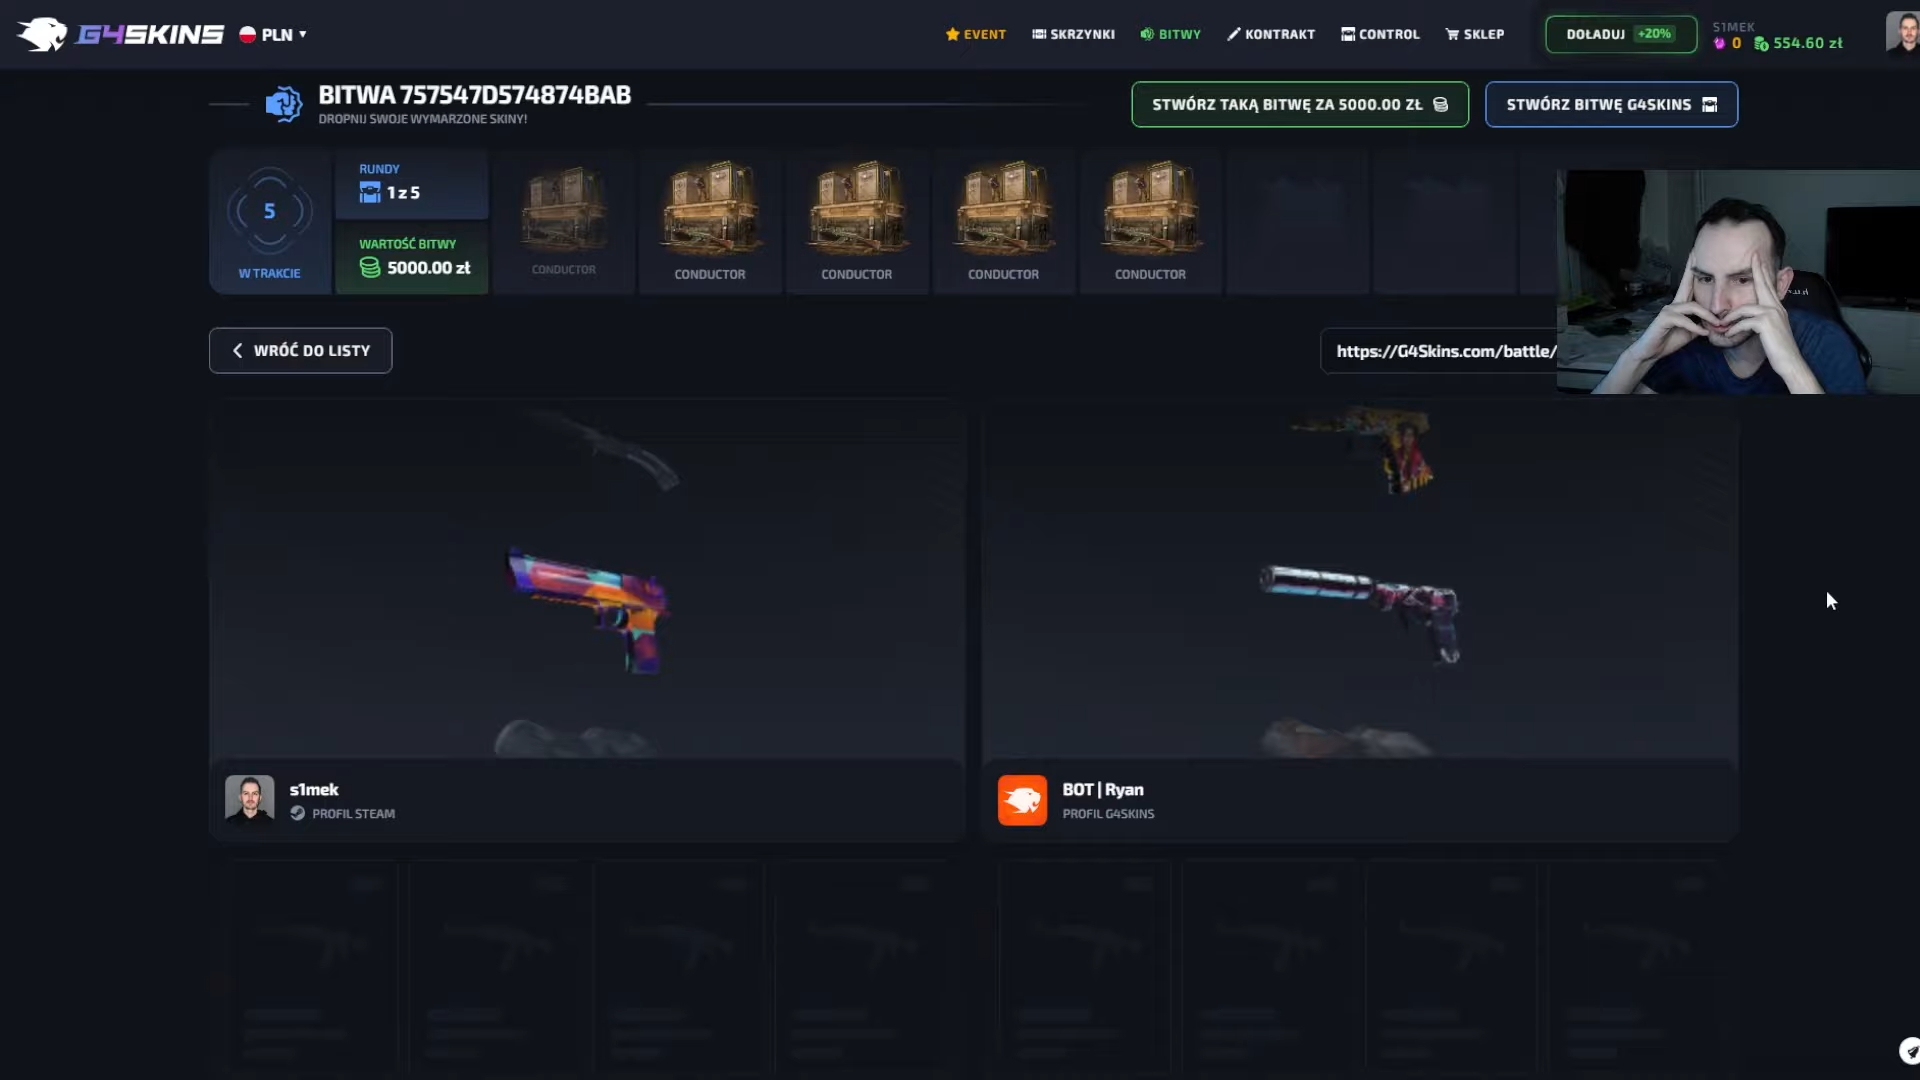 G4SKINS PLN EVENT SKRZYNKI BITWY KONTRAKT CONTROL SKLEP DOŁADUJ +20% S1MEK 0 554.60 zł
BITWA 757547D574874BAB
DROPNIJ SWOJE WYMARZONE SKINY!
STWÓRZ TAKĄ BITWĘ ZA 5000.00 ZŁ
STWÓRZ BITWĘ G4SKINS
5
W TRAKCIE
RUNDY
1 z 5
WARTOŚĆ BITWY
5000.00 zł
CONDUCTOR
CONDUCTOR
CONDUCTOR
CONDUCTOR
CONDUCTOR
WRÓĆ DO LISTY
https://G4Skins.com/battle/
s1mek
PROFIL STEAM
BOT | Ryan
PROFIL G4SKINS